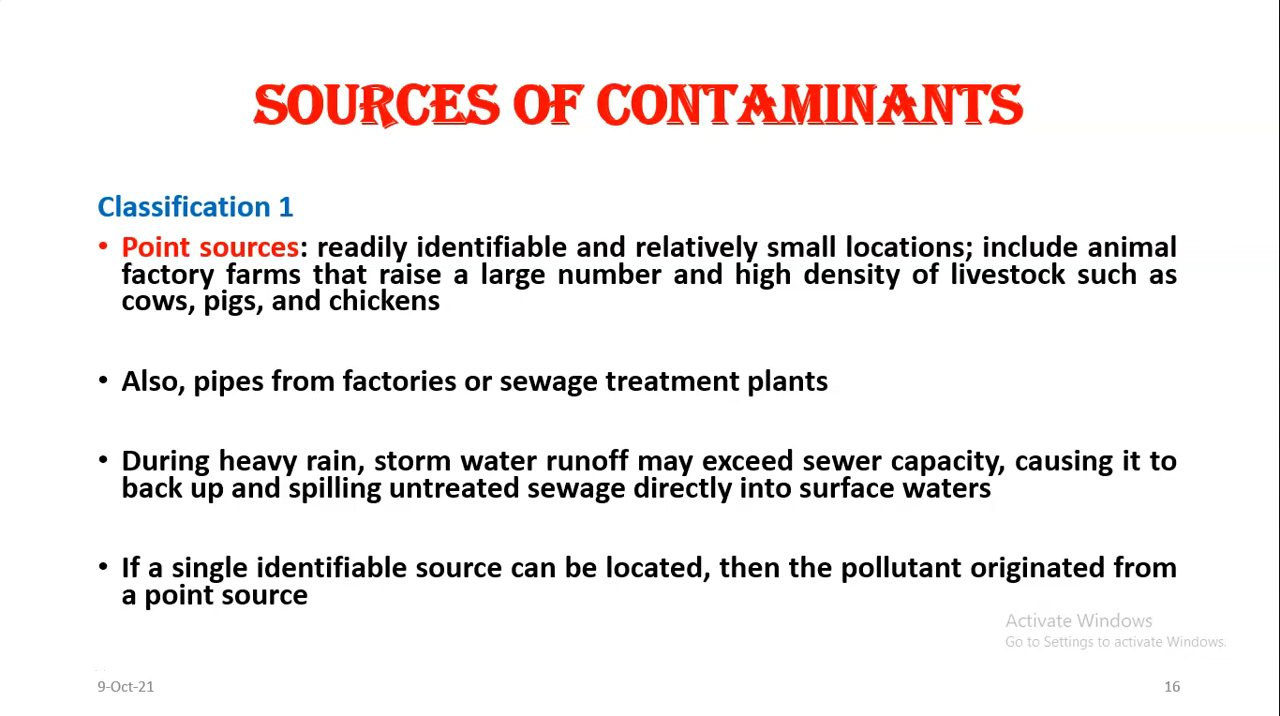 SOURCES OF CONTAMINANTS
Classification 1
• Point sources: readily identifiable and relatively small locations; include animal
factory farms that raise a large number and high density of livestock such as
cows, pigs, and chickens
• Also, pipes from factories or sewage treatment plants
• During heavy rain, storm water runoff may exceed sewer capacity, causing it to
back up and spilling untreated sewage directly into surface waters
• If a single identifiable source can be located, then the pollutant originated from
a point source
Activate Windows
Go to Settings to activate Windows.
9-Oct-21
16